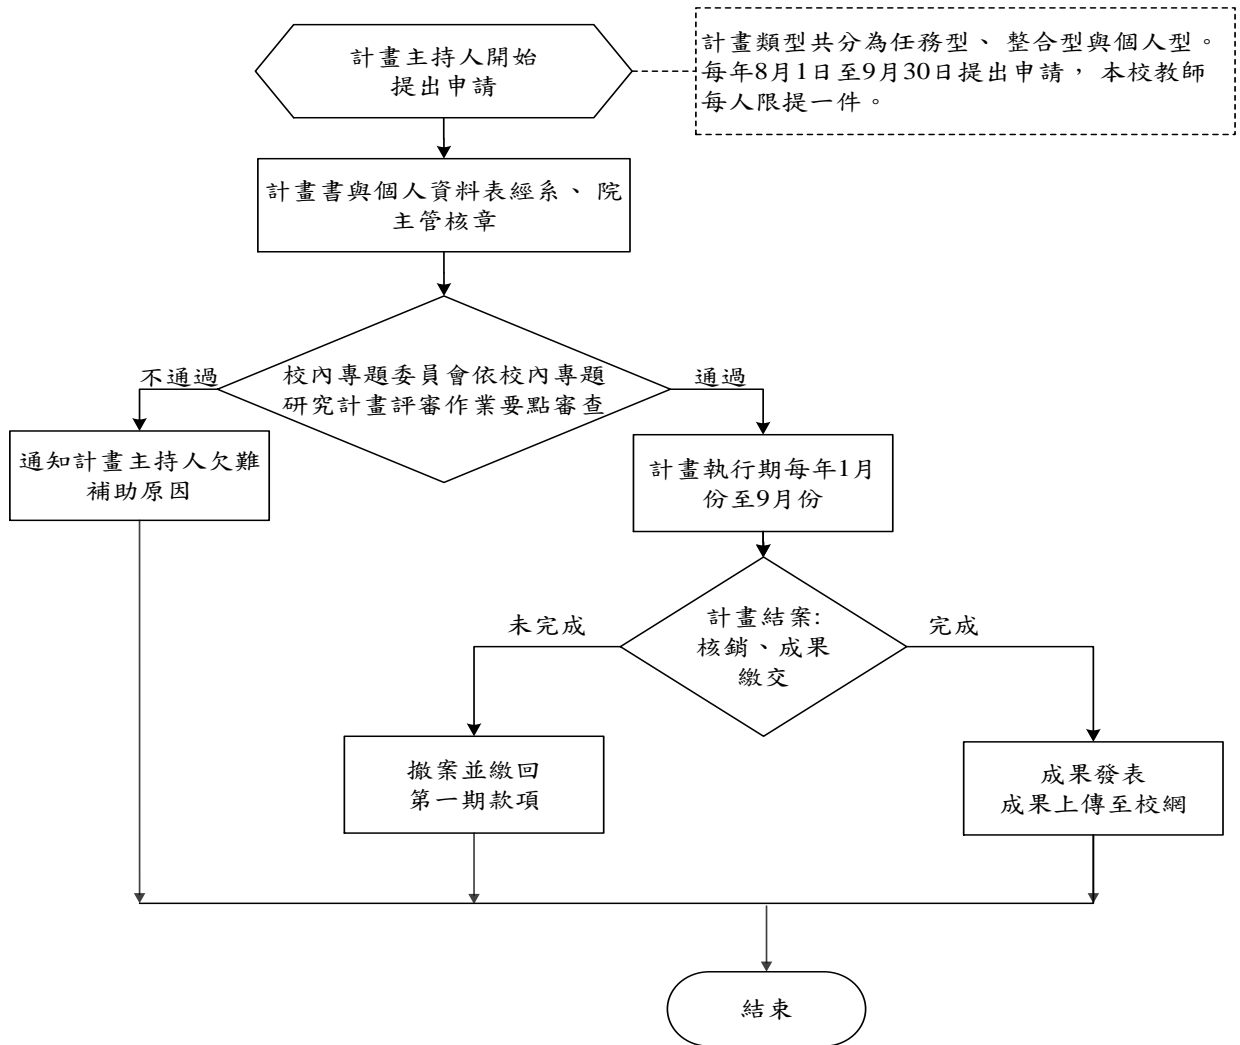 計畫主持人開始
提出申請
計畫類型共分為任務型、 整合型與個人型。
每年8月1日至9月30日提出申請， 本校教師
每人限提一件。
計畫書與個人資料表經系、 院
主管核章
校內專題委員會依校內專題
研究計畫評審作業要點審查
不通過
通過
通知計畫主持人欠難
補助原因
計畫執行期每年1月
份至9月份
計畫結案:
核銷、成果
繳交
未完成
完成
撤案並繳回
第一期款項
成果發表
成果上傳至校網
結束